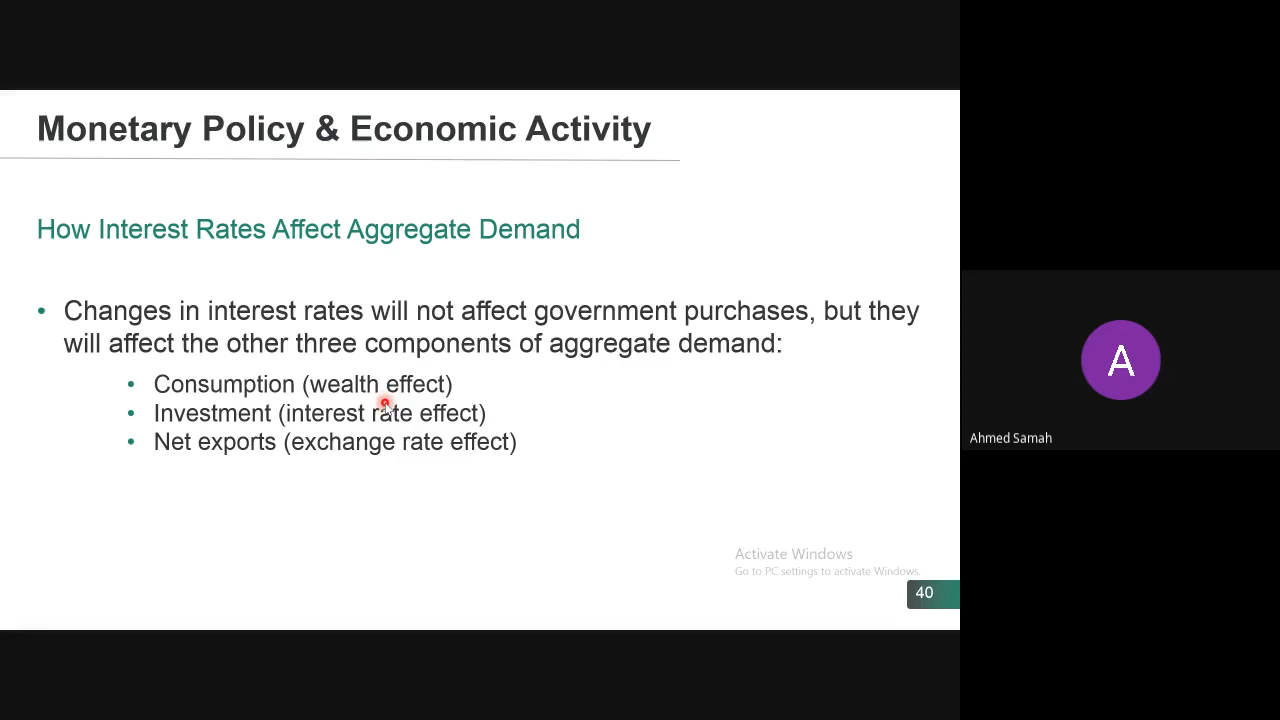 Monetary Policy & Economic Activity
How Interest Rates Affect Aggregate Demand
• Changes in interest rates will not affect government purchases, but they
will affect the other three components of aggregate demand:
• Consumption (wealth effect)
• Investment (interest rate effect)
• Net exports (exchange rate effect)
Activate Windows
Go to PC settings to activate Windows.
40
A
Ahmed Samah